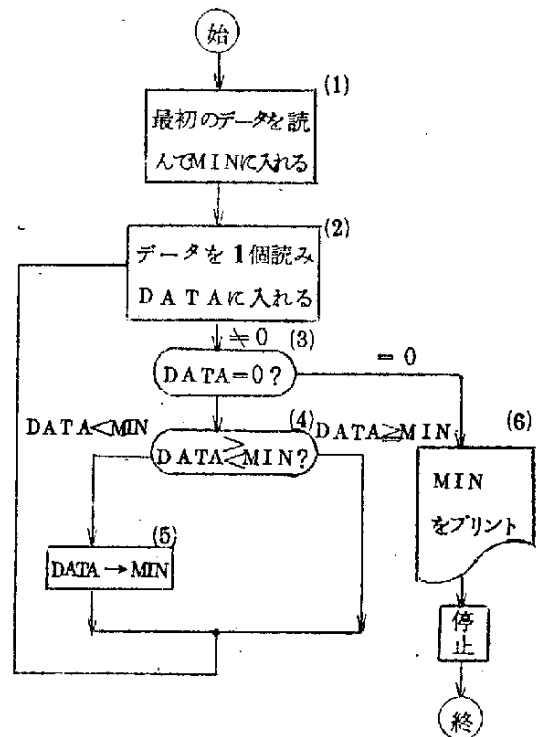 始
(1)
最初のデータを読
んでMINに入れる
(2)
データを1個読み
DATAに入れる
≠0 (3)
=0
DATA=0?
DATA<MIN
(4)
DATA≧MIN
(6)
DATA≷MIN?
MIN
をプリント
(5)
DATA→MIN
停
止
終